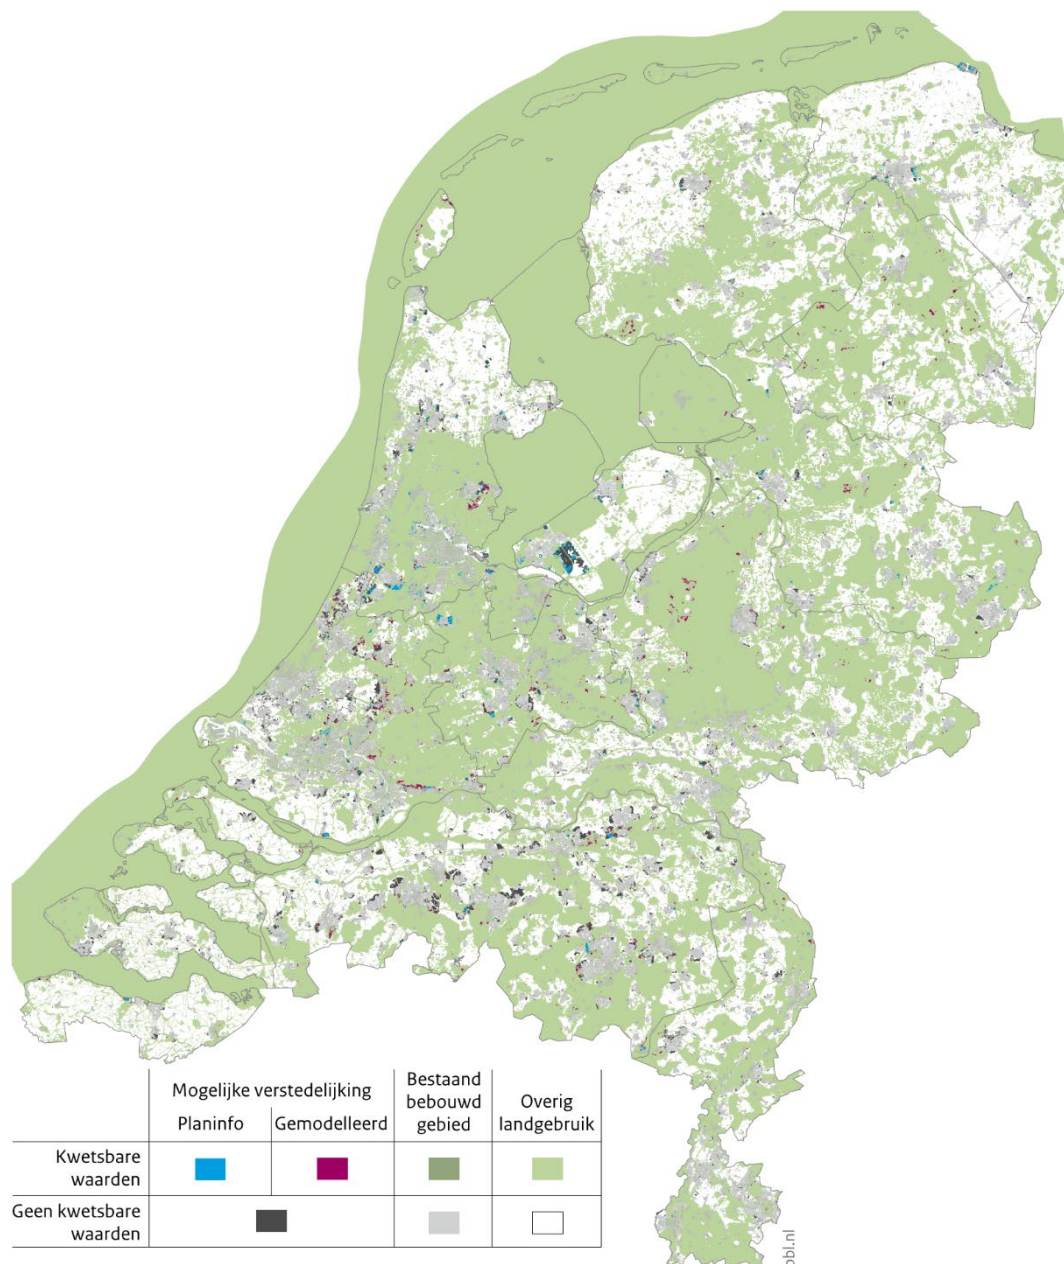 Mogelijke verstedelijking
Bestaand
bebouwd
gebied
Overig
landgebruik
Planinfo
Gemodelleerd
Kwetsbare
waarden
Geen kwetsbare
waarden
pbl.nl